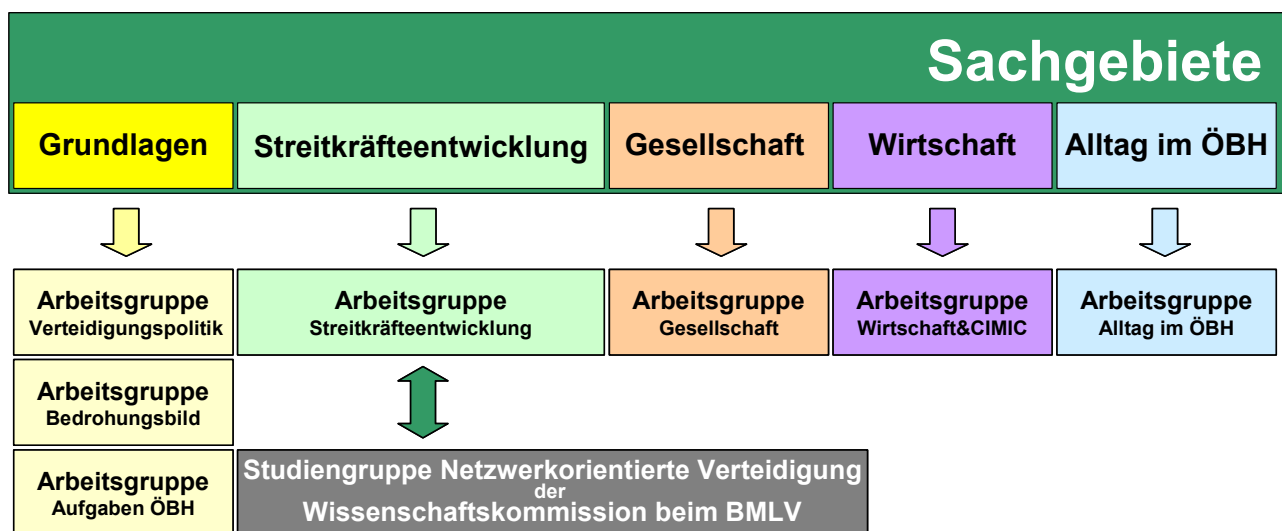 Sachgebiete
Grundlagen
Streitkräfteentwicklung
Gesellschaft
Wirtschaft
Alltag im ÖBH
Arbeitsgruppe
Verteidigungspolitik
Arbeitsgruppe
Streitkräfteentwicklung
Arbeitsgruppe
Gesellschaft
Arbeitsgruppe
Wirtschaft&CIMIC
Arbeitsgruppe
Alltag im ÖBH
Arbeitsgruppe
Bedrohungsbild
Arbeitsgruppe
Aufgaben ÖBH
Studiengruppe Netzwerkorientierte Verteidigung
der
Wissenschaftskommission beim BMLV